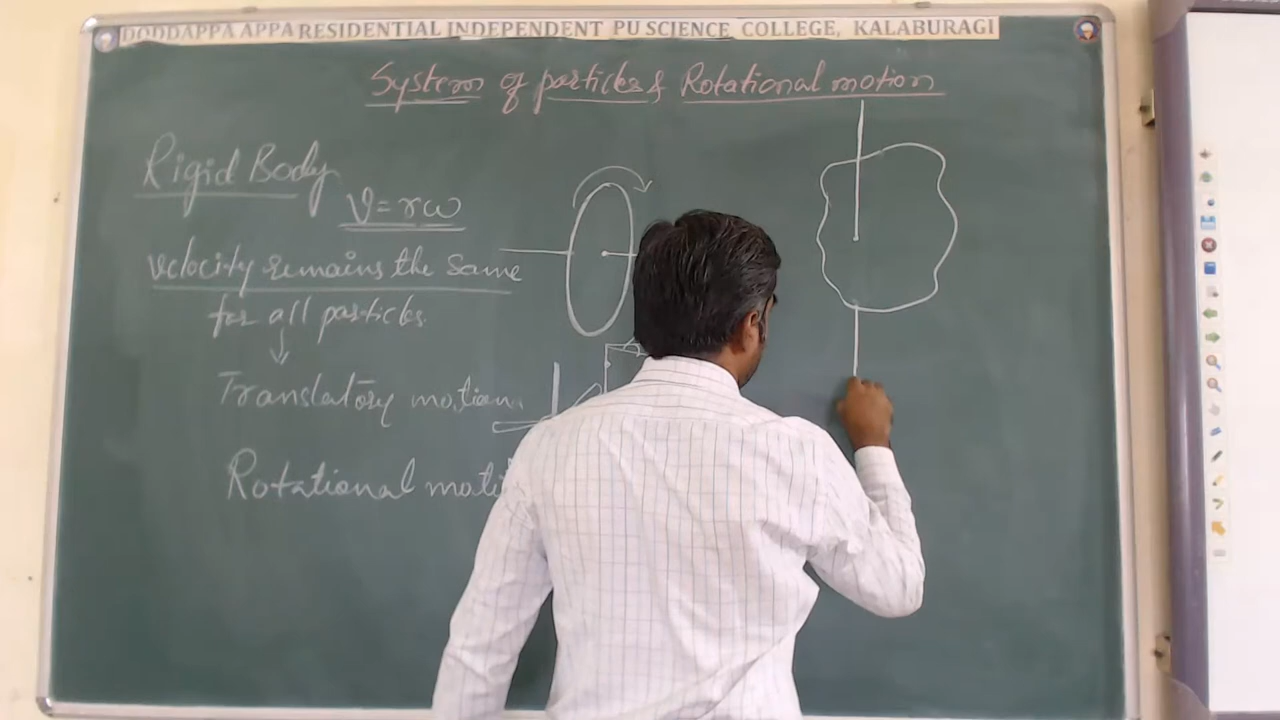 DODDAPPA APPA RESIDENTIAL INDEPENDENT PU SCIENCE COLLEGE, KALABURAGI
System of particles & Rotational motion
Rigid Body
V = rω
velocity remains the same
for all particles.
Translatory motion
Rotational moti